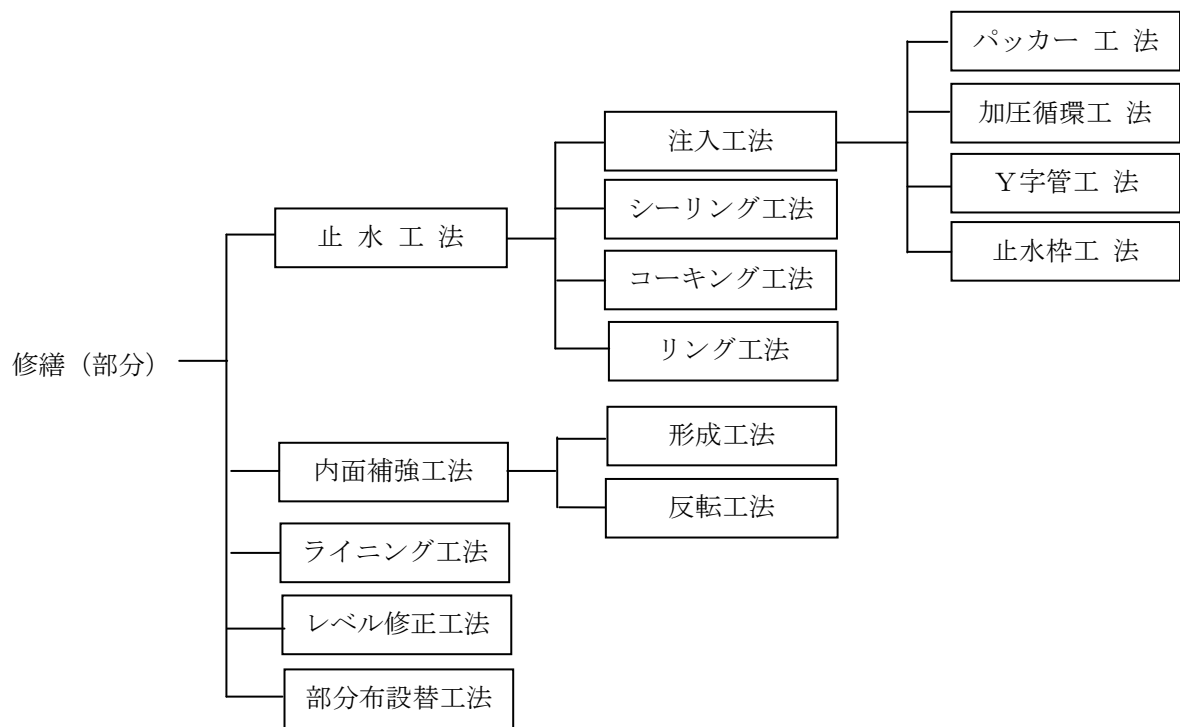 修繕（部分）
止 水 工 法
注入工法
パッカー 工 法
加圧循環工 法
Ｙ字管工 法
止水枠工 法
シーリング工法
コーキング工法
リング工法
内面補強工法
形成工法
反転工法
ライニング工法
レベル修正工法
部分布設替工法